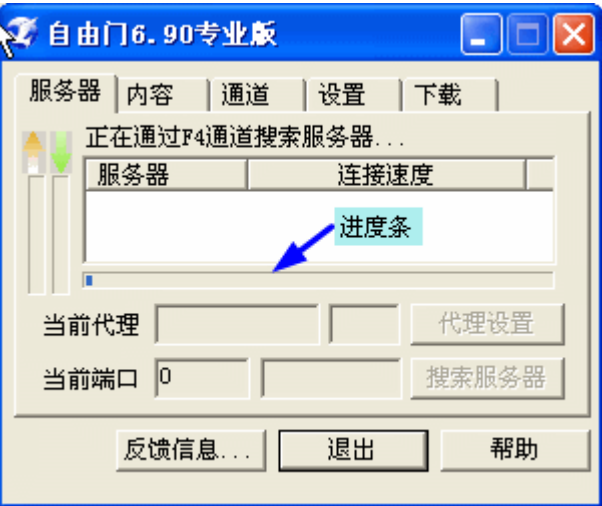 自由门6.90专业版
服务器 内容 通道 设置 下载
正在通过F4通道搜索服务器...
服务器 连接速度
进度条
当前代理 代理设置
当前端口 0 搜索服务器
反馈信息... 退出 帮助